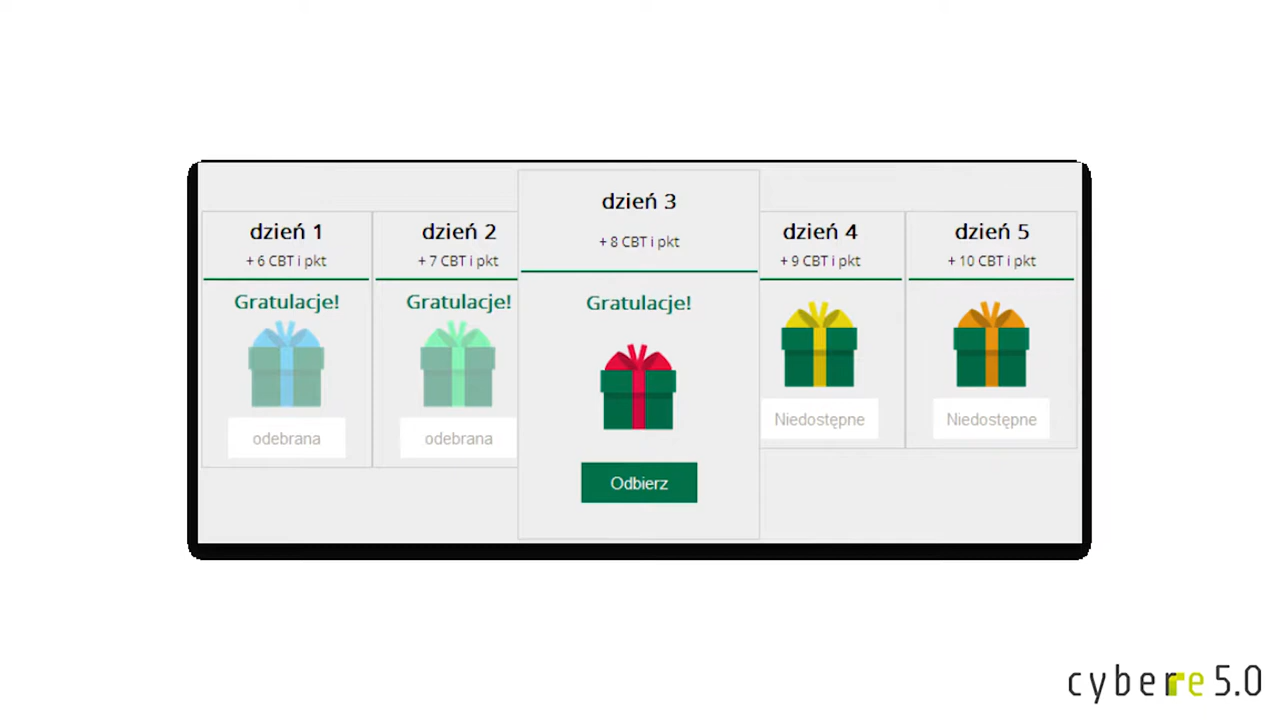 dzień 1
+ 6 CBT i pkt
Gratulacje!
odebrana
dzień 2
+ 7 CBT i pkt
Gratulacje!
odebrana
dzień 3
+ 8 CBT i pkt
Gratulacje!
Odbierz
dzień 4
+ 9 CBT i pkt
Niedostępne
dzień 5
+ 10 CBT i pkt
Niedostępne
cyberre 5.0